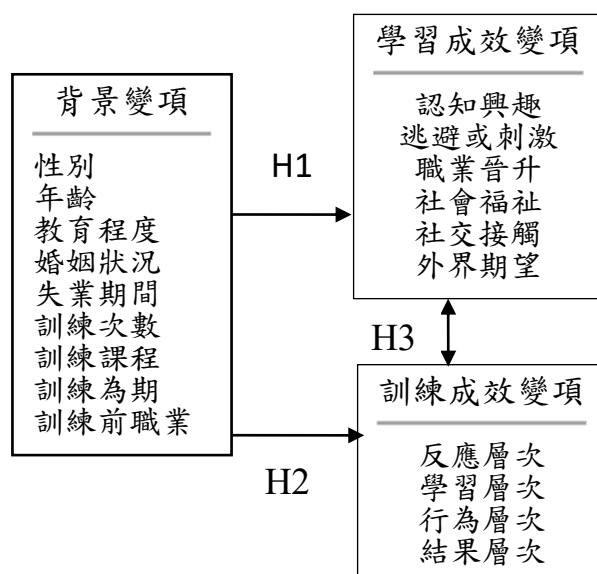 背景變項
性別
年齡
教育程度
婚姻狀況
失業期間
訓練次數
訓練課程
訓練為期
訓練前職業
H1
H2
學習成效變項
認知興趣
逃避或刺激
職業晉升
社會福祉
社交接觸
外界期望
H3
訓練成效變項
反應層次
學習層次
行為層次
結果層次